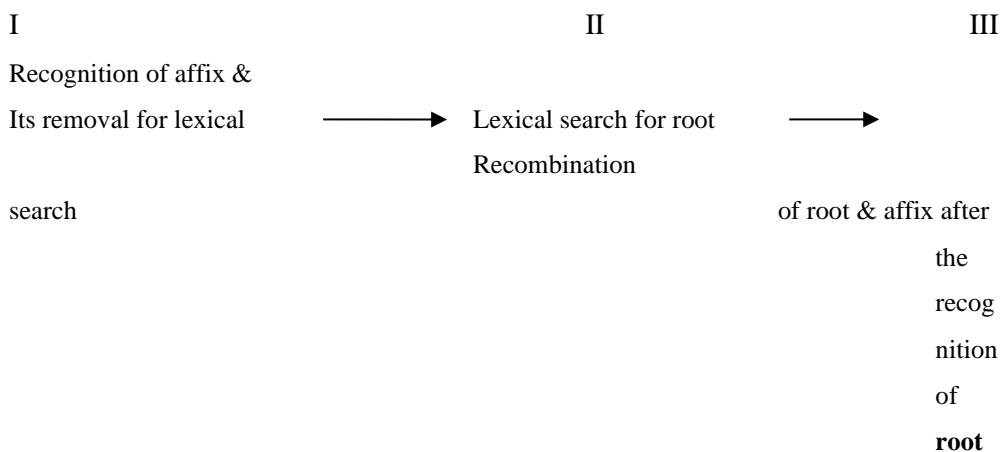 I II III
Recognition of affix &
Its removal for lexical Lexical search for root
Recombination
search of root & affix after
the
recog
nition
of
root